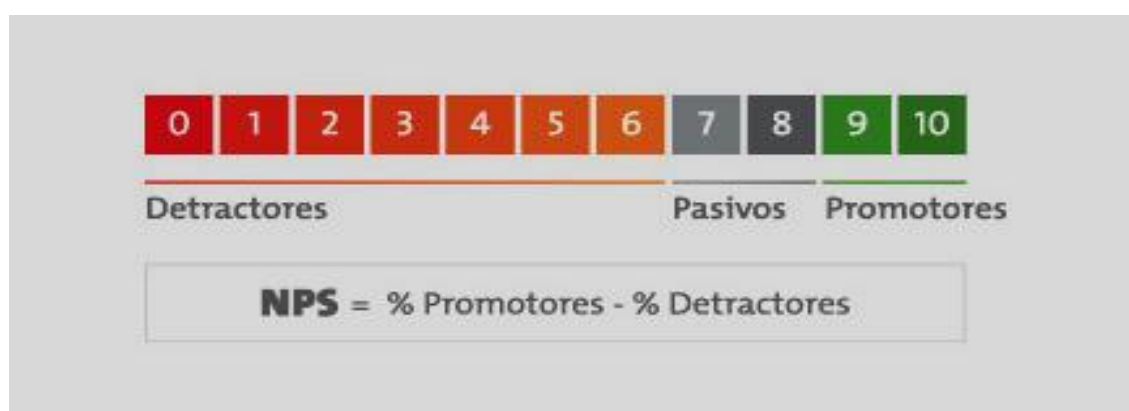 0 1 2 3 4 5 6 7 8 9 10
Detractores Pasivos Promotores
NPS = % Promotores - % Detractores